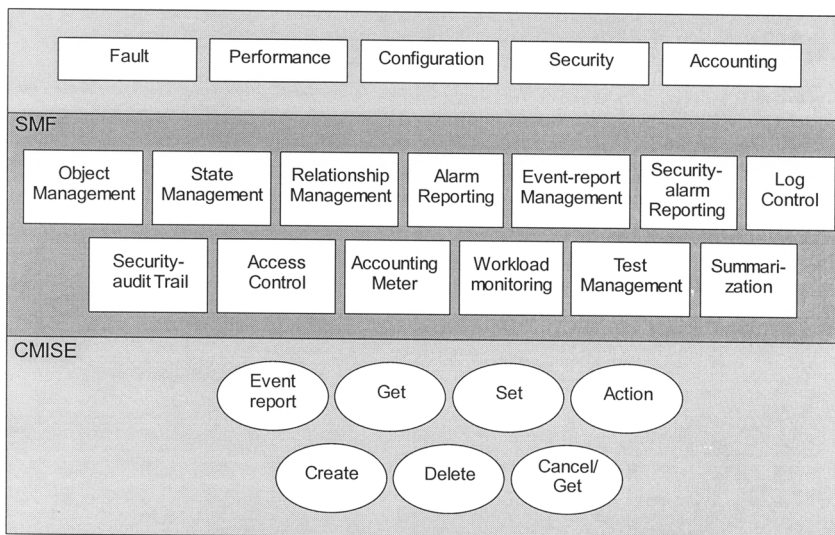 Fault
Performance
Configuration
Security
Accounting
SMF
Object
Management
State
Management
Relationship
Management
Alarm
Reporting
Event-report
Management
Security-
alarm
Reporting
Log
Control
Security-
audit Trail
Access
Control
Accounting
Meter
Workload
monitoring
Test
Management
Summari-
zation
CMISE
Event
report
Get
Set
Action
Create
Delete
Cancel/
Get